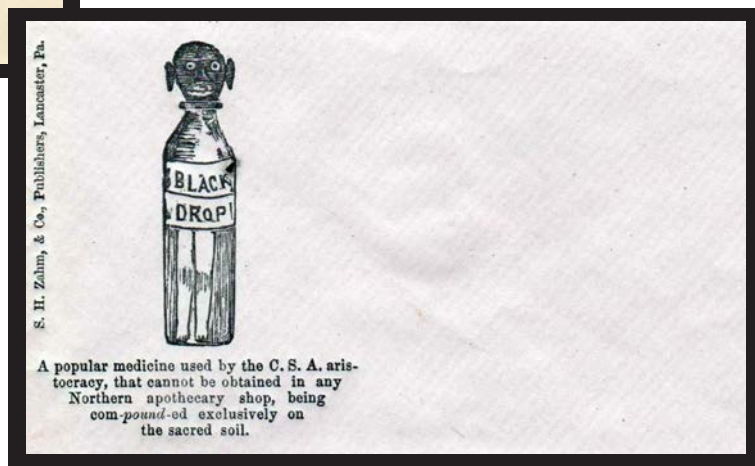 S. H. Zahm, & Co., Publishers, Lancaster, Pa.
BLACK
DROP!
A popular medicine used by the C. S. A. aris-
tocracy, that cannot be obtained in any
Northern apothecary shop, being
com-pound-ed exclusively on
the sacred soil.